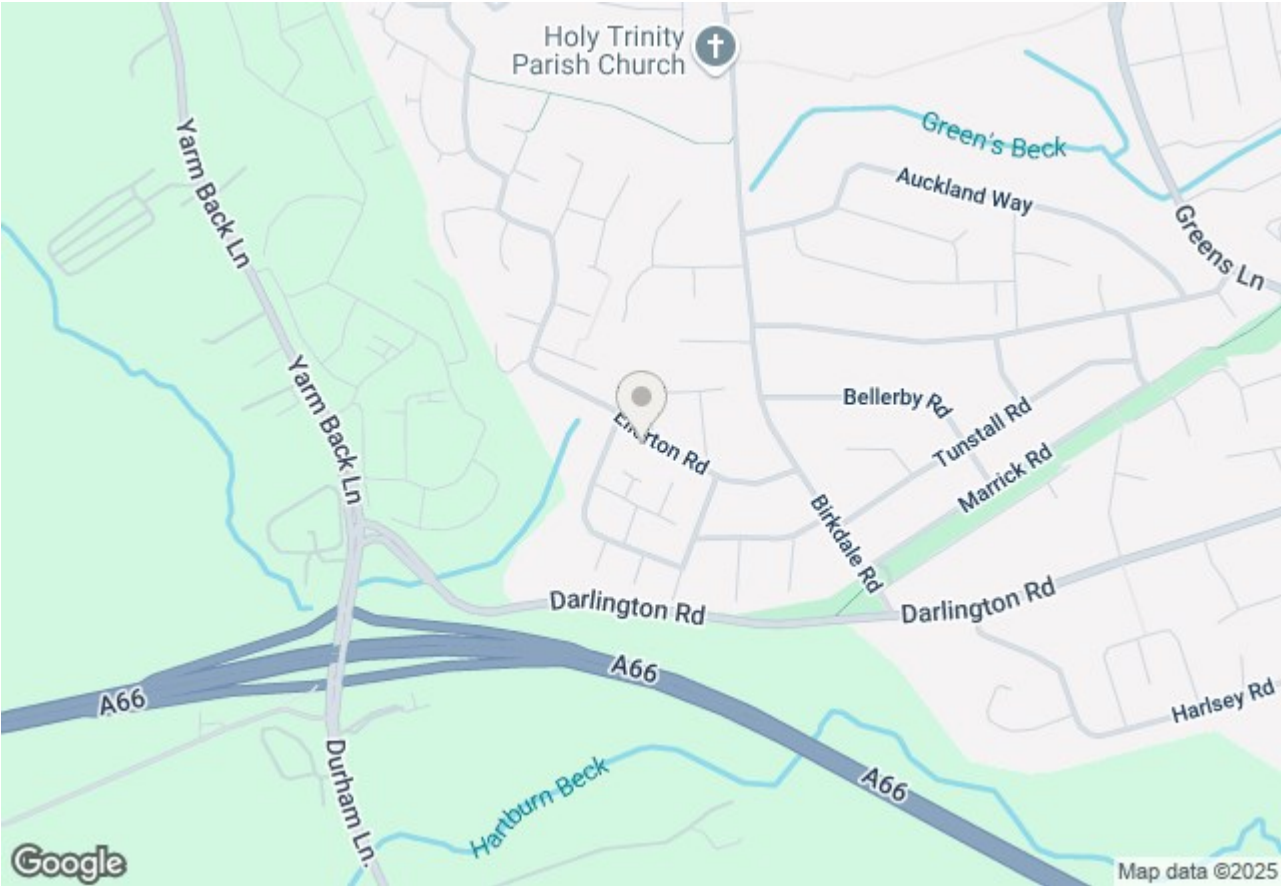 Holy Trinity
Parish Church
Green's Beck
Auckland Way
Yarm Back Ln
Greens Ln
Yarm Back Ln
Bellerby Rd
Tunstall Rd
Marrick Rd
Rd
Birkdale Rd
Darlington Rd
Darlington Rd
A66
A66
Harlsey Rd
Durham Ln.
Hartburn Beck
A66
Google
Map data ©2025